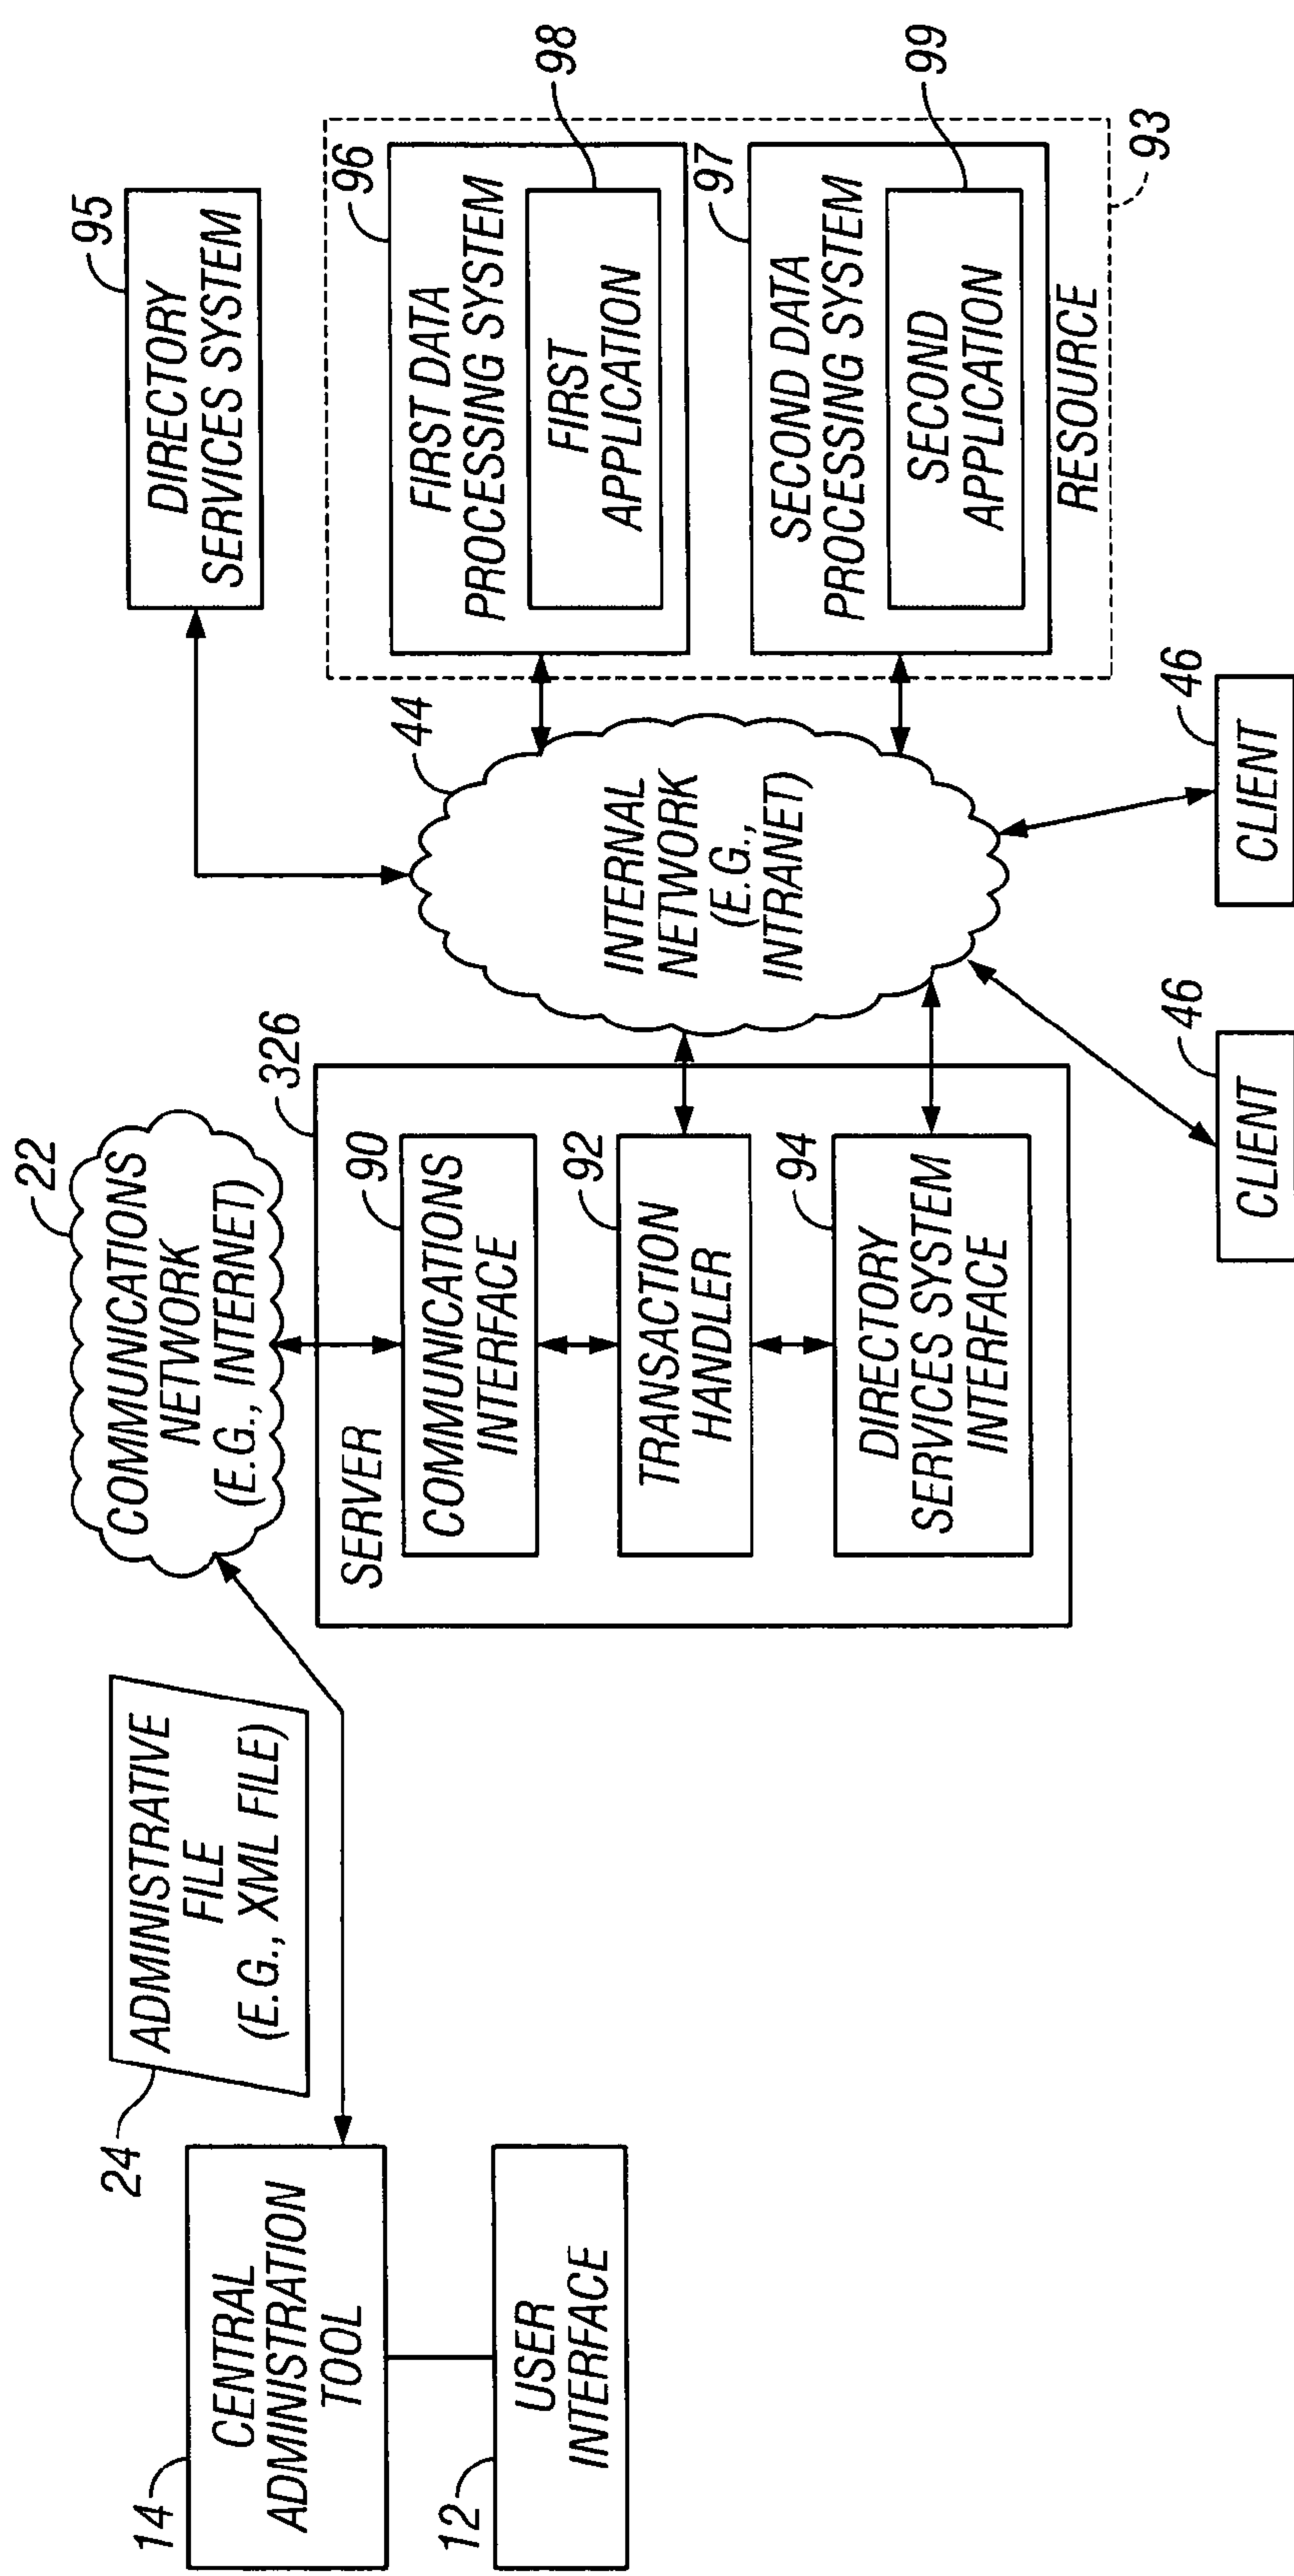 14
CENTRAL
ADMINISTRATION
TOOL
12
USER
INTERFACE
24
ADMINISTRATIVE
FILE
(E.G., XML FILE)
22
COMMUNICATIONS
NETWORK
(E.G., INTERNET)
326
SERVER
90
COMMUNICATIONS
INTERFACE
92
TRANSACTION
HANDLER
94
DIRECTORY
SERVICES SYSTEM
INTERFACE
44
INTERNAL
NETWORK
(E.G.,
INTRANET)
95
DIRECTORY
SERVICES SYSTEM
96
FIRST DATA
PROCESSING SYSTEM
98
FIRST
APPLICATION
97
SECOND DATA
PROCESSING SYSTEM
99
SECOND
APPLICATION
RESOURCE
93
46
CLIENT
46
CLIENT